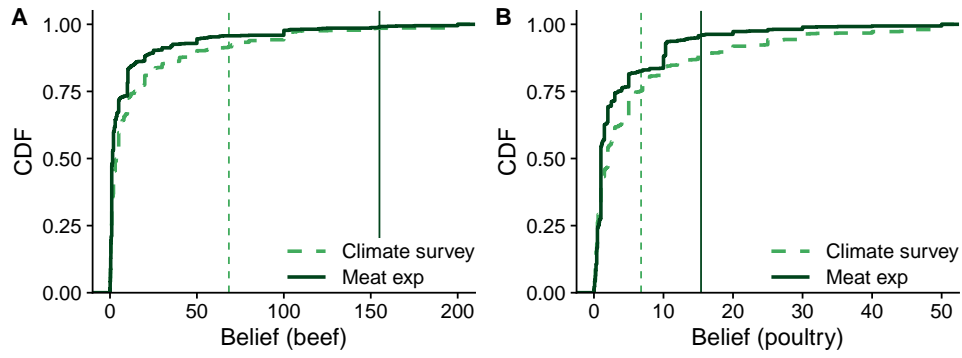 A
CDF
1.00
0.75
0.50
0.25
0.00
Climate survey
Meat exp
0 50 100 150 200
Belief (beef)
B
CDF
1.00
0.75
0.50
0.25
0.00
Climate survey
Meat exp
0 10 20 30 40 50
Belief (poultry)